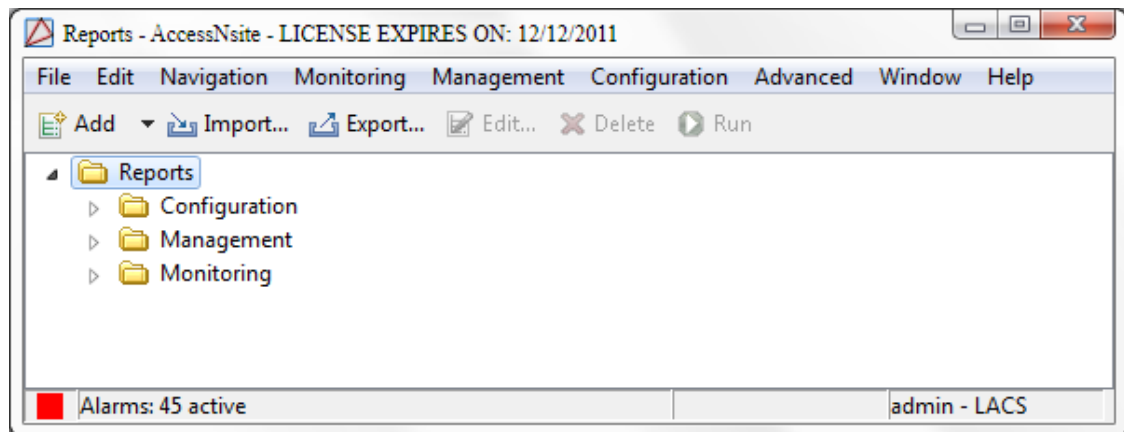 Reports - AccessNsite - LICENSE EXPIRES ON: 12/12/2011
File Edit Navigation Monitoring Management Configuration Advanced Window Help
Add Import... Export... Edit... Delete Run
Reports
Configuration
Management
Monitoring
Alarms: 45 active admin - LACS